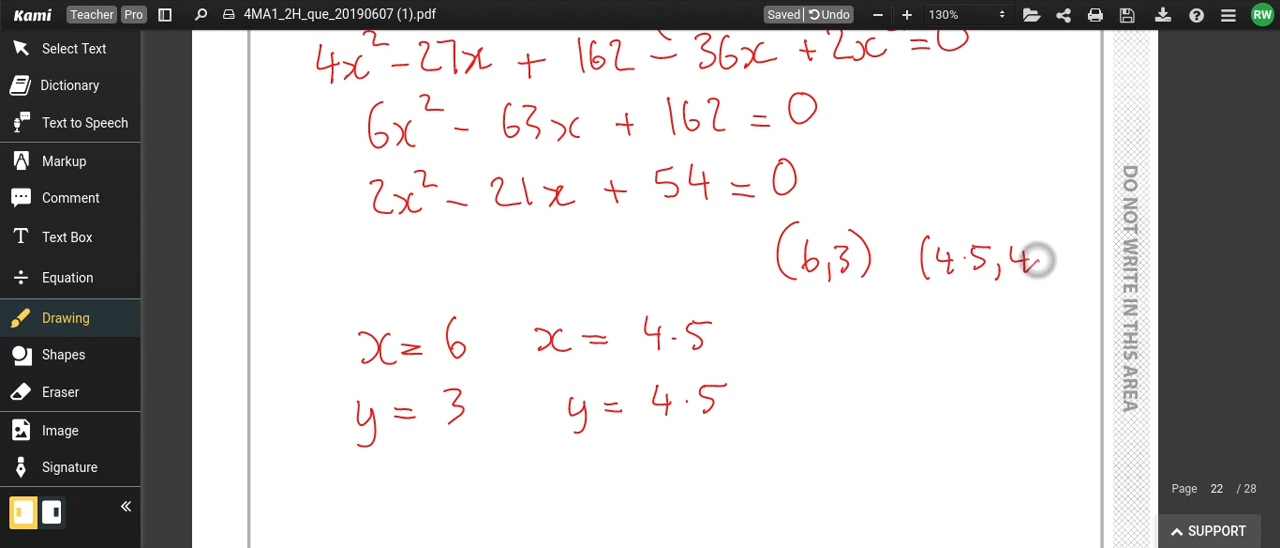 Kami Teacher Pro 4MA1_2H_que_20190607 (1).pdf Saved Undo 130% RW
Select Text
Dictionary
Text to Speech
Markup
Comment
Text Box
Equation
Drawing
Shapes
Eraser
Image
Signature
4x² - 27x + 162 - 36x + 2x² = 0
6x² - 63x + 162 = 0
2x² - 21x + 54 = 0
(6,3) (4.5,4
x = 6 x = 4.5
y = 3 y = 4.5
DO NOT WRITE IN THIS AREA
Page 22 / 28
SUPPORT